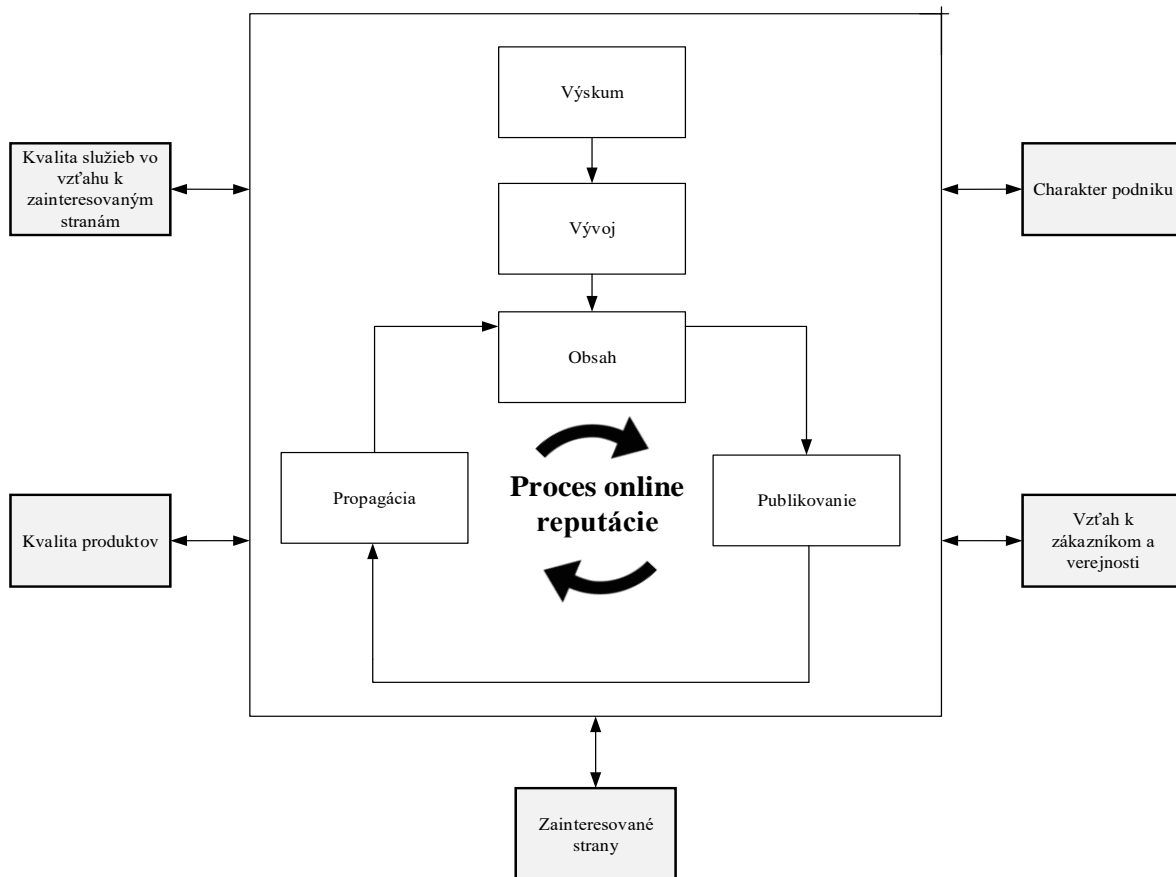 Výskum
Kvalita služieb vo
vzťahu k
zainteresovaným
stranám
Charakter podniku
Vývoj
Obsah
Propagácia
Proces online
reputácie
Publikovanie
Kvalita produktov
Vzťah k
zákazníkom a
verejnosti
Zainteresované
strany